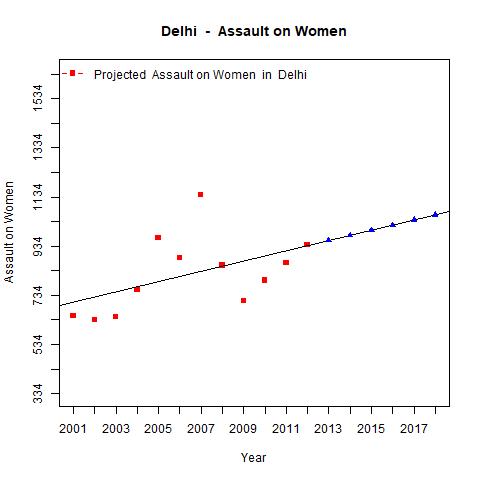 Delhi - Assault on Women
Projected Assault on Women in Delhi
Assault on Women
1534
1334
1134
934
734
534
334
2001 2003 2005 2007 2009 2011 2013 2015 2017
Year